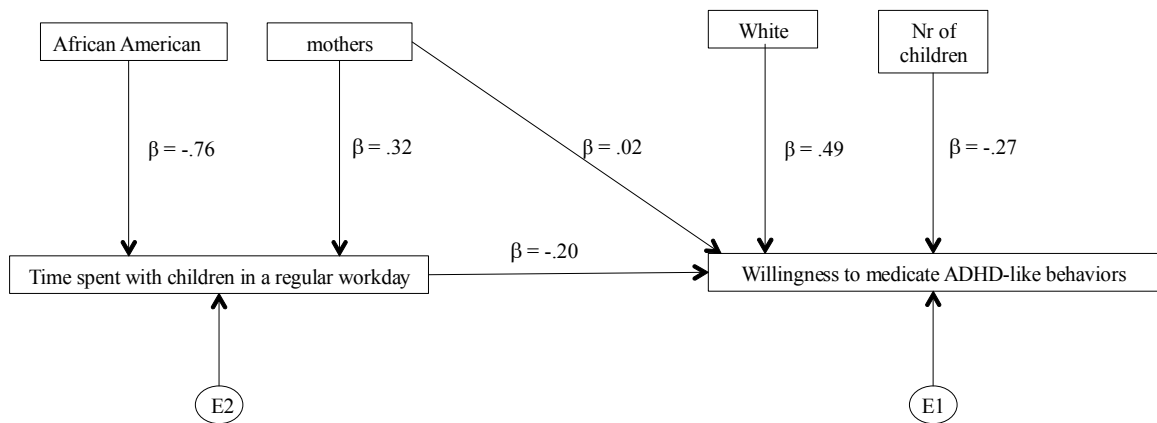 African American
mothers
White
Nr of
children
β = -.76
β = .32
β = .02
β = .49
β = -.27
β = -.20
Time spent with children in a regular workday
Willingness to medicate ADHD-like behaviors
E2
E1